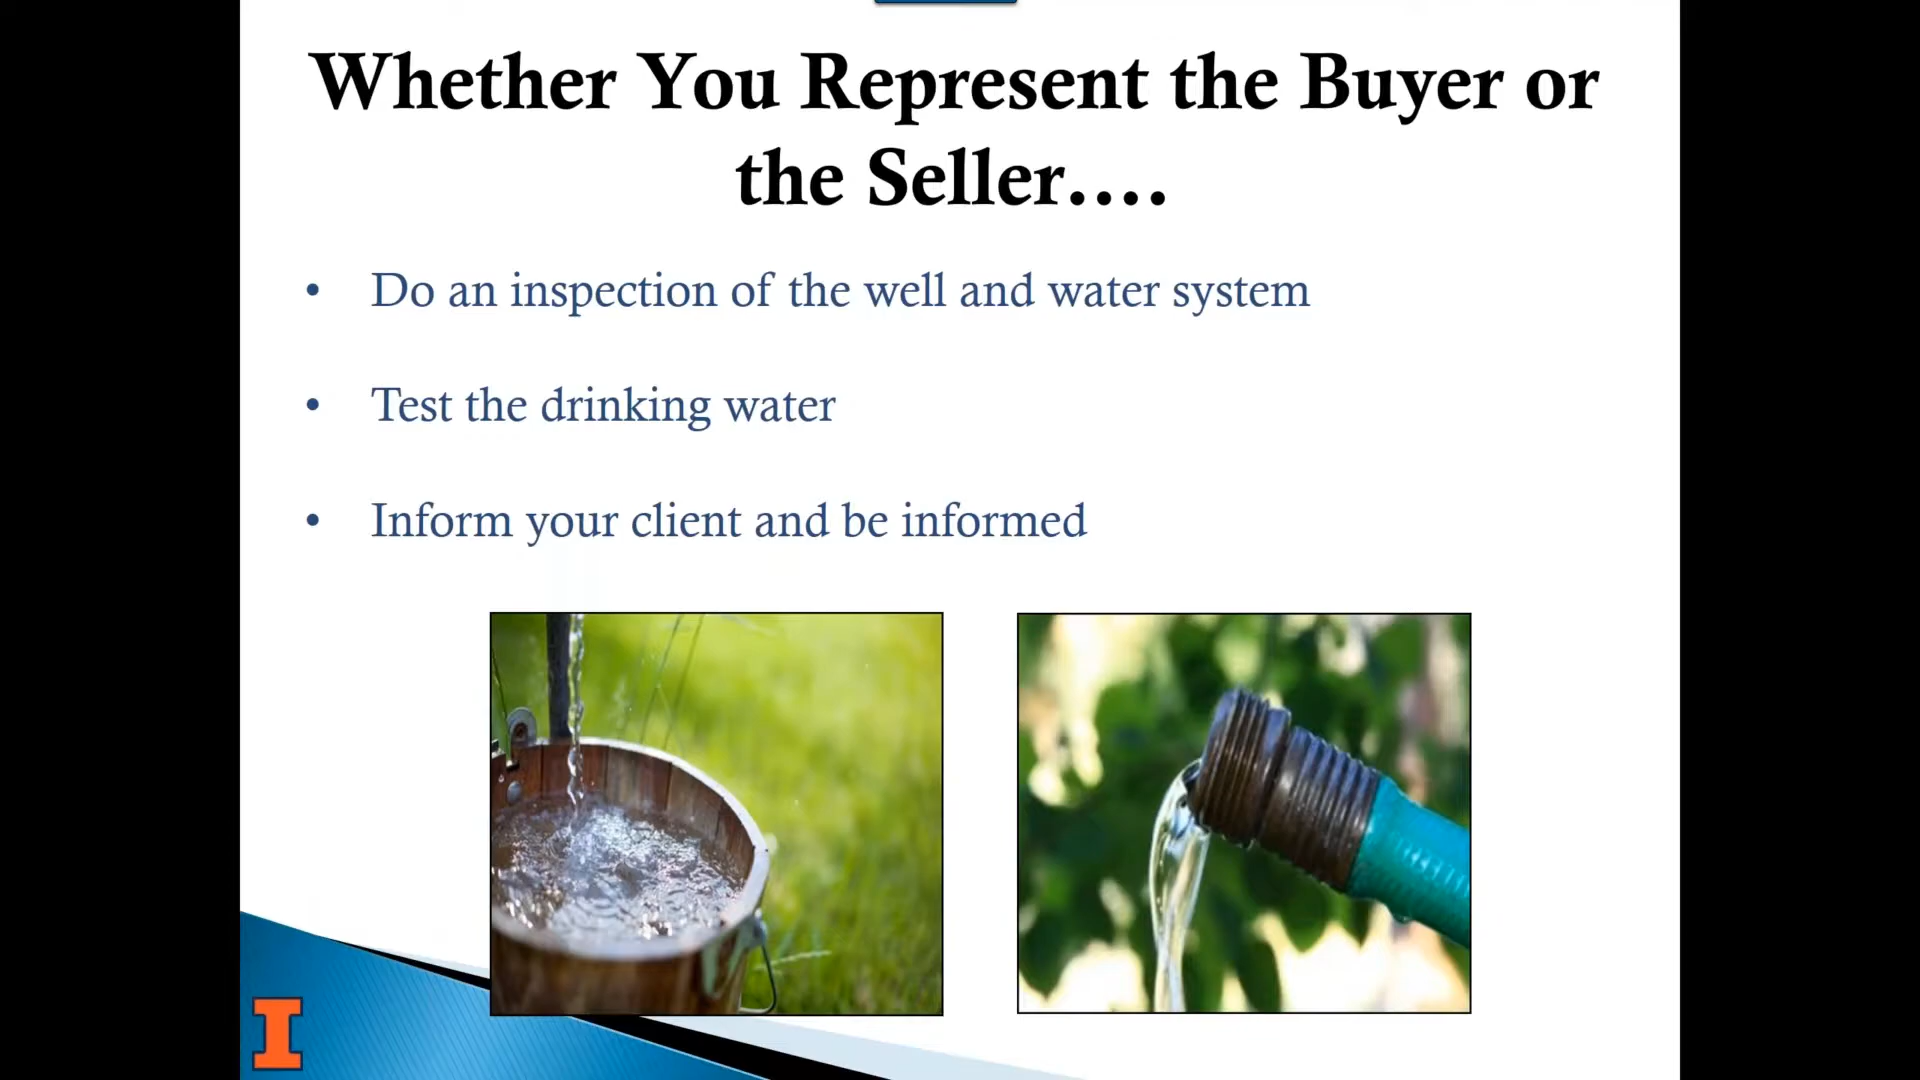 Whether You Represent the Buyer or
the Seller....
• Do an inspection of the well and water system
• Test the drinking water
• Inform your client and be informed
I